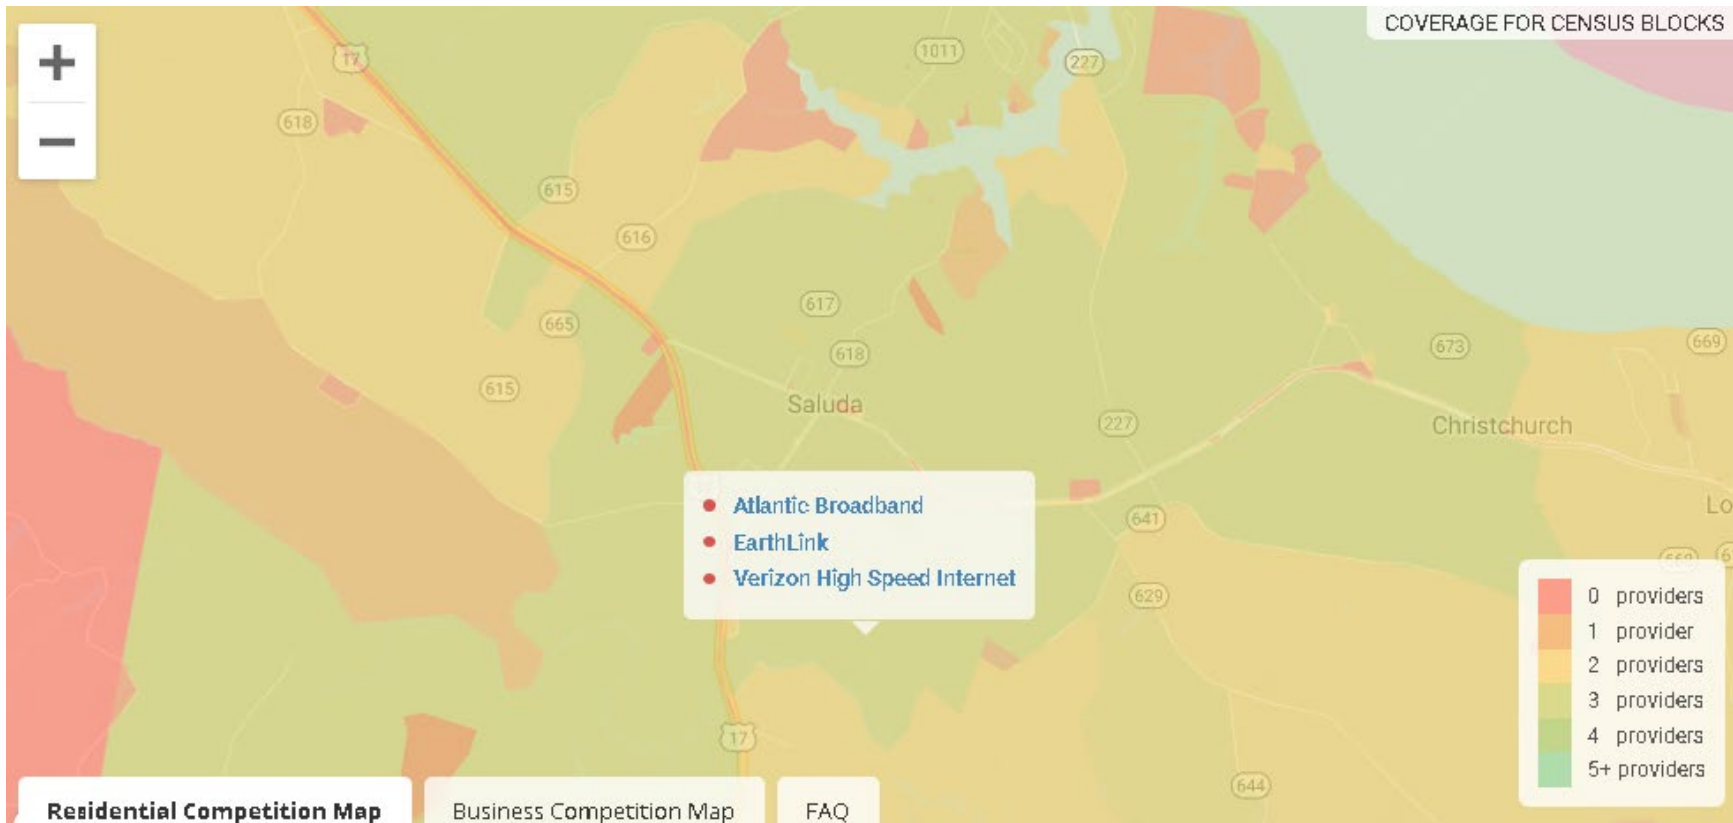 COVERAGE FOR CENSUS BLOCKS
+
−
17
1011
227
618
615
616
617
665
618
673
669
615
Saluda
227
Christchurch
Atlantic Broadband
EarthLink
Verizon High Speed Internet
Lo
641
629
0 providers
1 provider
2 providers
3 providers
4 providers
5+ providers
17
644
Residential Competition Map
Business Competition Map
FAQ